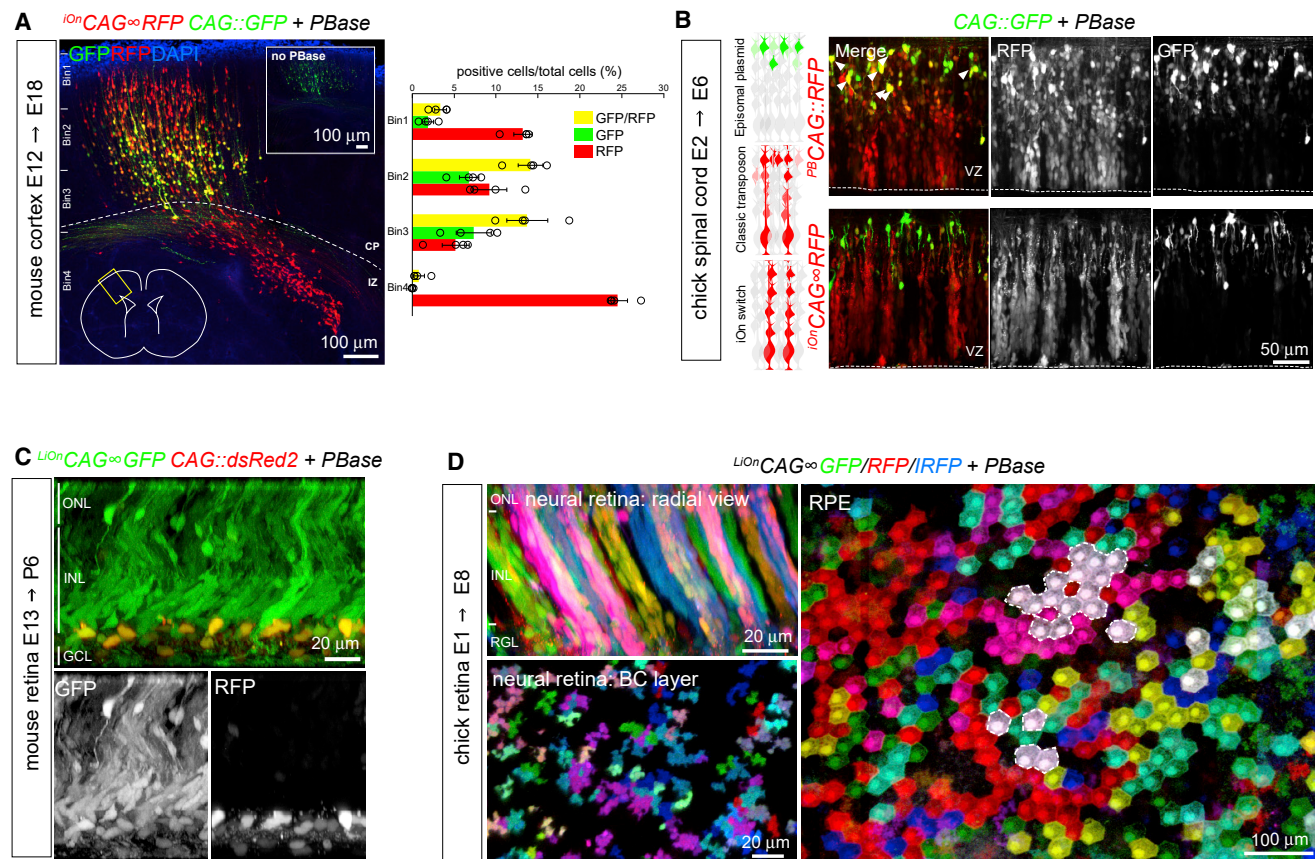 A
iOnCAG∞RFP CAG::GFP + PBase
mouse cortex E12 → E18
GFPRFPDAPI
no PBase
100 μm
Bin1
Bin2
Bin3
Bin4
CP
IZ
100 μm
positive cells/total cells (%)
0 5 10 15 20 25 30
Bin1
Bin2
Bin3
Bin4
GFP/RFP
GFP
RFP
B
CAG::GFP + PBase
chick spinal cord E2 → E6
Episomal plasmid
Classic transposon
iOn switch
PBCAG::RFP
iOnCAG∞RFP
Merge
RFP
GFP
VZ
VZ
50 μm
C
LiOnCAG∞GFP CAG::dsRed2 + PBase
mouse retina E13 → P6
ONL
INL
GCL
20 μm
GFP
RFP
D
LiOnCAG∞GFP/RFP/IRFP + PBase
chick retina E1 → E8
ONL
neural retina: radial view
INL
RGL
20 μm
neural retina: BC layer
20 μm
RPE
100 μm